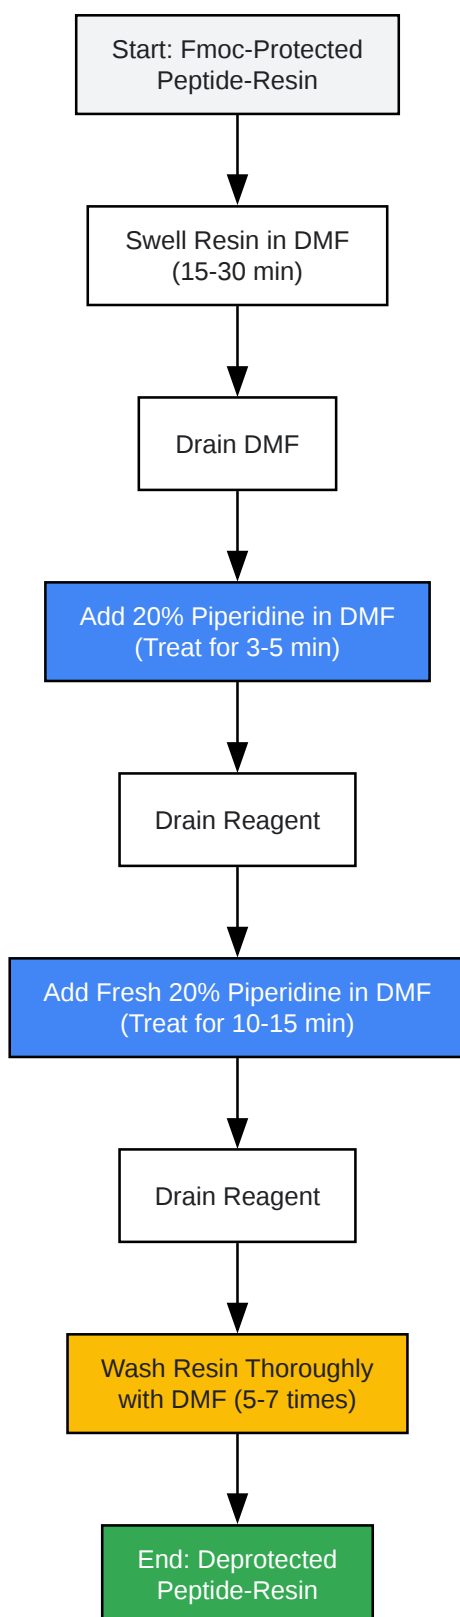 Start: Fmoc-Protected
Peptide-Resin
Swell Resin in DMF
(15-30 min)
Drain DMF
Add 20% Piperidine in DMF
(Treat for 3-5 min)
Drain Reagent
Add Fresh 20% Piperidine in DMF
(Treat for 10-15 min)
Drain Reagent
Wash Resin Thoroughly
with DMF (5-7 times)
End: Deprotected
Peptide-Resin